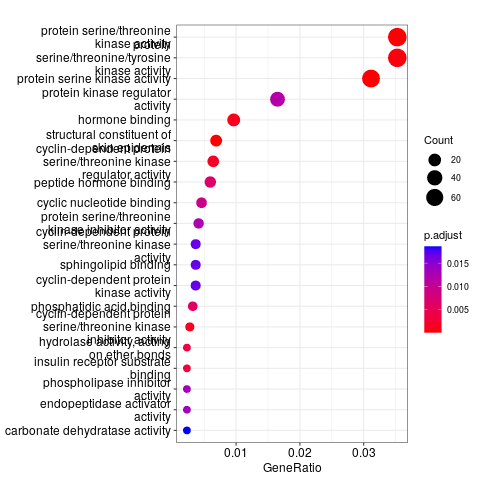 protein serine/threonine
kinase activity
protein
serine/threonine/tyrosine
kinase activity
protein serine kinase activity
protein kinase regulator
activity
hormone binding
structural constituent of
skin epidermis
cyclin-dependent protein
serine/threonine kinase
regulator activity
peptide hormone binding
cyclic nucleotide binding
protein serine/threonine
kinase inhibitor activity
cyclin-dependent protein
serine/threonine kinase
activity
sphingolipid binding
cyclin-dependent protein
kinase activity
phosphatidic acid binding
cyclin-dependent protein
serine/threonine kinase
inhibitor activity
hydrolase activity, acting
on ether bonds
insulin receptor substrate
binding
phospholipase inhibitor
activity
endopeptidase activator
activity
carbonate dehydratase activity
0.01 0.02 0.03
GeneRatio
Count
20
40
60
p.adjust
0.015
0.010
0.005